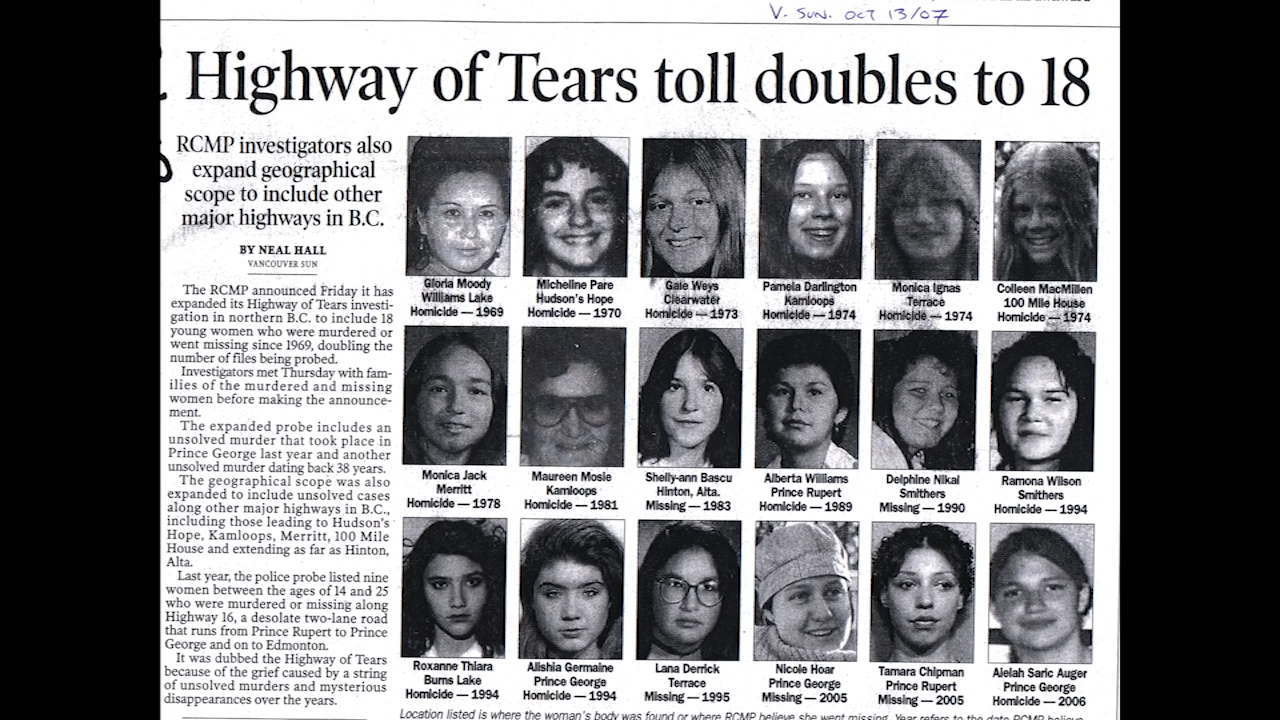 V. SUN. OCT 13/07
Highway of Tears toll doubles to 18
RCMP investigators also
expand geographical
scope to include other
major highways in B.C.
BY NEAL HALL
VANCOUVER SUN
The RCMP announced Friday it has
expanded its Highway of Tears investi-
gation in northern B.C. to include 18
young women who were murdered or
went missing since 1969, doubling the
number of files being probed.
Investigators met Thursday with fam-
ilies of the murdered and missing
women before making the announce-
ment.
The expanded probe includes an
unsolved murder that took place in
Prince George last year and another
unsolved murder dating back 38 years.
The geographical scope was also
expanded to include unsolved cases
along other major highways in B.C.,
including those leading to Hudson's
Hope, Kamloops, Merritt, 100 Mile
House and extending as far as Hinton,
Alta.
Last year, the police probe listed nine
women between the ages of 14 and 25
who were murdered or missing along
Highway 16, a desolate two-lane road
that runs from Prince Rupert to Prince
George and on to Edmonton.
It was dubbed the Highway of Tears
because of the grief caused by a string
of unsolved murders and mysterious
disappearances over the years.
Gloria Moody
Williams Lake
Homicide — 1969
Micheline Pare
Hudson's Hope
Homicide — 1970
Gale Weys
Clearwater
Homicide — 1973
Pamela Darlington
Kamloops
Homicide — 1974
Monica Ignas
Terrace
Homicide — 1974
Colleen MacMillen
100 Mile House
Homicide — 1974
Monica Jack
Merritt
Homicide — 1978
Maureen Mosie
Kamloops
Homicide — 1981
Shelly-ann Bascu
Hinton, Alta.
Missing — 1983
Alberta Williams
Prince Rupert
Homicide — 1989
Delphine Nikal
Smithers
Missing — 1990
Ramona Wilson
Smithers
Homicide — 1994
Roxanne Thiara
Burns Lake
Homicide — 1994
Alishia Germaine
Prince George
Homicide — 1994
Lana Derrick
Terrace
Missing — 1995
Nicole Hoar
Prince George
Missing — 2005
Tamara Chipman
Prince Rupert
Missing — 2005
Aielah Saric Auger
Prince George
Homicide — 2006
Location listed is where the woman's body was found or where RCMP believe she went missing. Year refers to the date RCMP believe